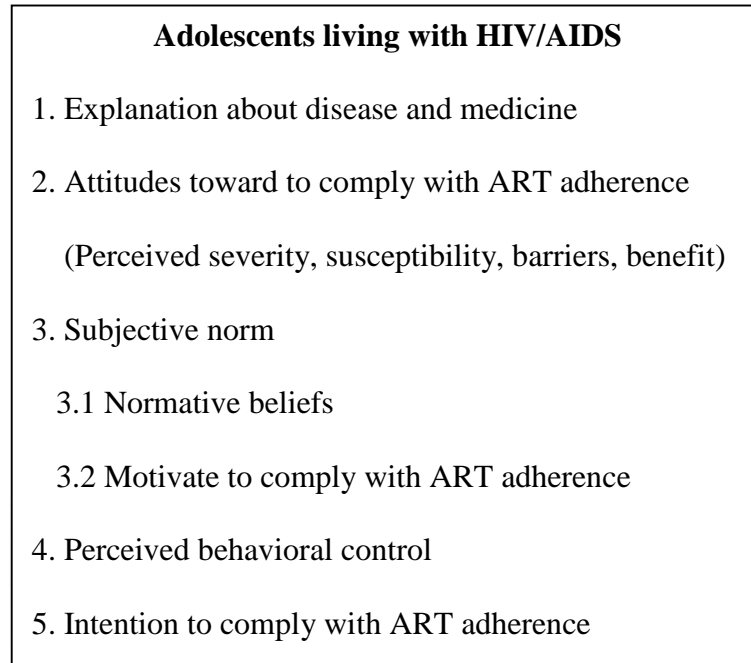 Adolescents living with HIV/AIDS
1. Explanation about disease and medicine
2. Attitudes toward to comply with ART adherence
(Perceived severity, susceptibility, barriers, benefit)
3. Subjective norm
3.1 Normative beliefs
3.2 Motivate to comply with ART adherence
4. Perceived behavioral control
5. Intention to comply with ART adherence